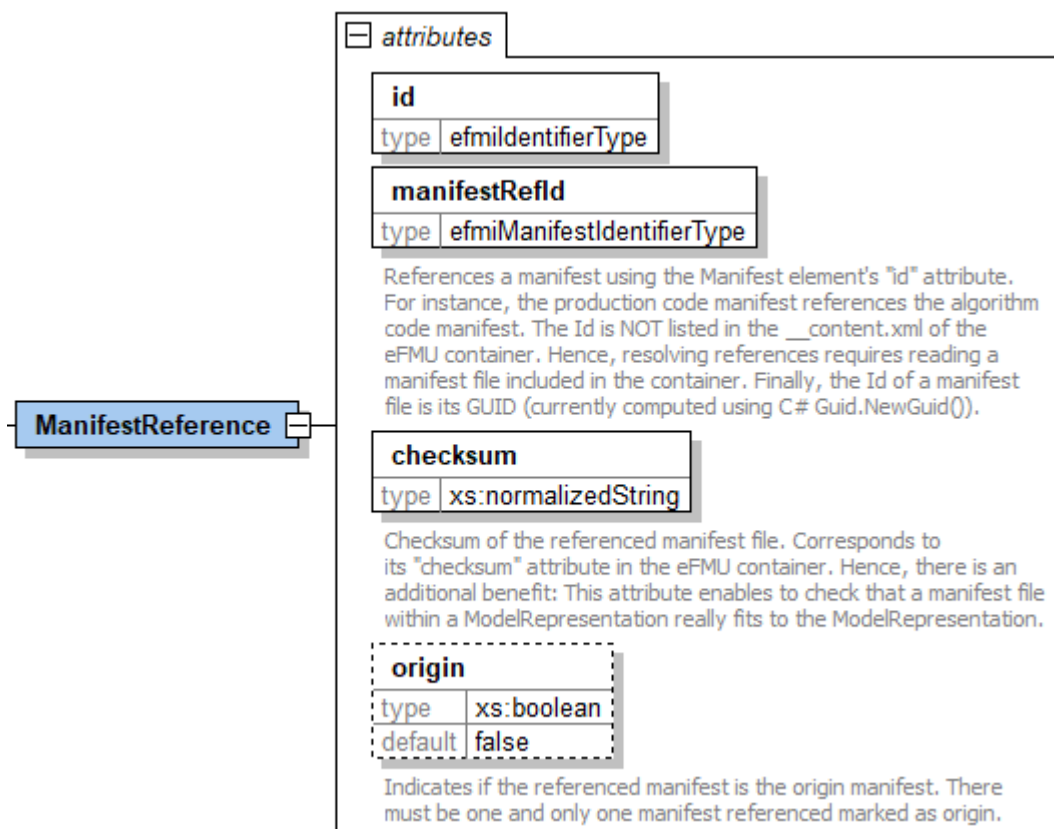 attributes
id
type efmiIdentifierType
manifestRefId
type efmiManifestIdentifierType
References a manifest using the Manifest element's "id" attribute.
For instance, the production code manifest references the algorithm
code manifest. The Id is NOT listed in the __content.xml of the
eFMU container. Hence, resolving references requires reading a
manifest file included in the container. Finally, the Id of a manifest
file is its GUID (currently computed using C# Guid.NewGuid()).
ManifestReference
checksum
type xs:normalizedString
Checksum of the referenced manifest file. Corresponds to
its "checksum" attribute in the eFMU container. Hence, there is an
additional benefit: This attribute enables to check that a manifest file
within a ModelRepresentation really fits to the ModelRepresentation.
origin
type xs:boolean
default false
Indicates if the referenced manifest is the origin manifest. There
must be one and only one manifest referenced marked as origin.